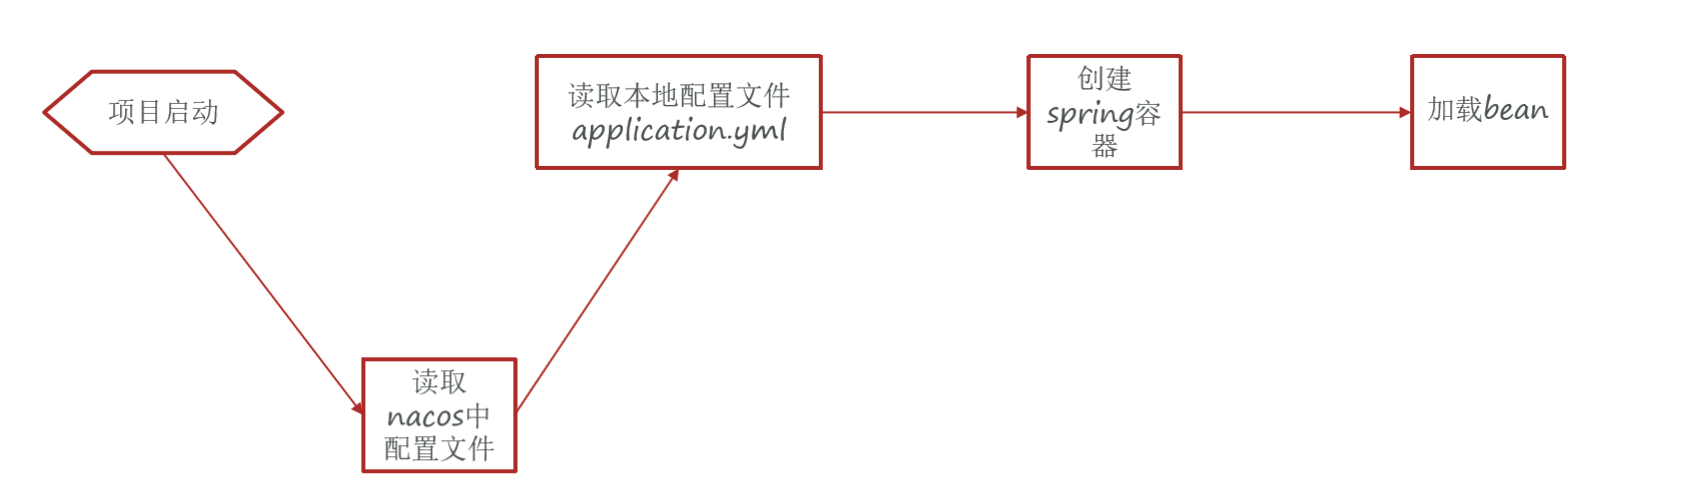 项目启动
读取
nacos中
配置文件
读取本地配置文件
application.yml
创建
spring容
器
加载bean